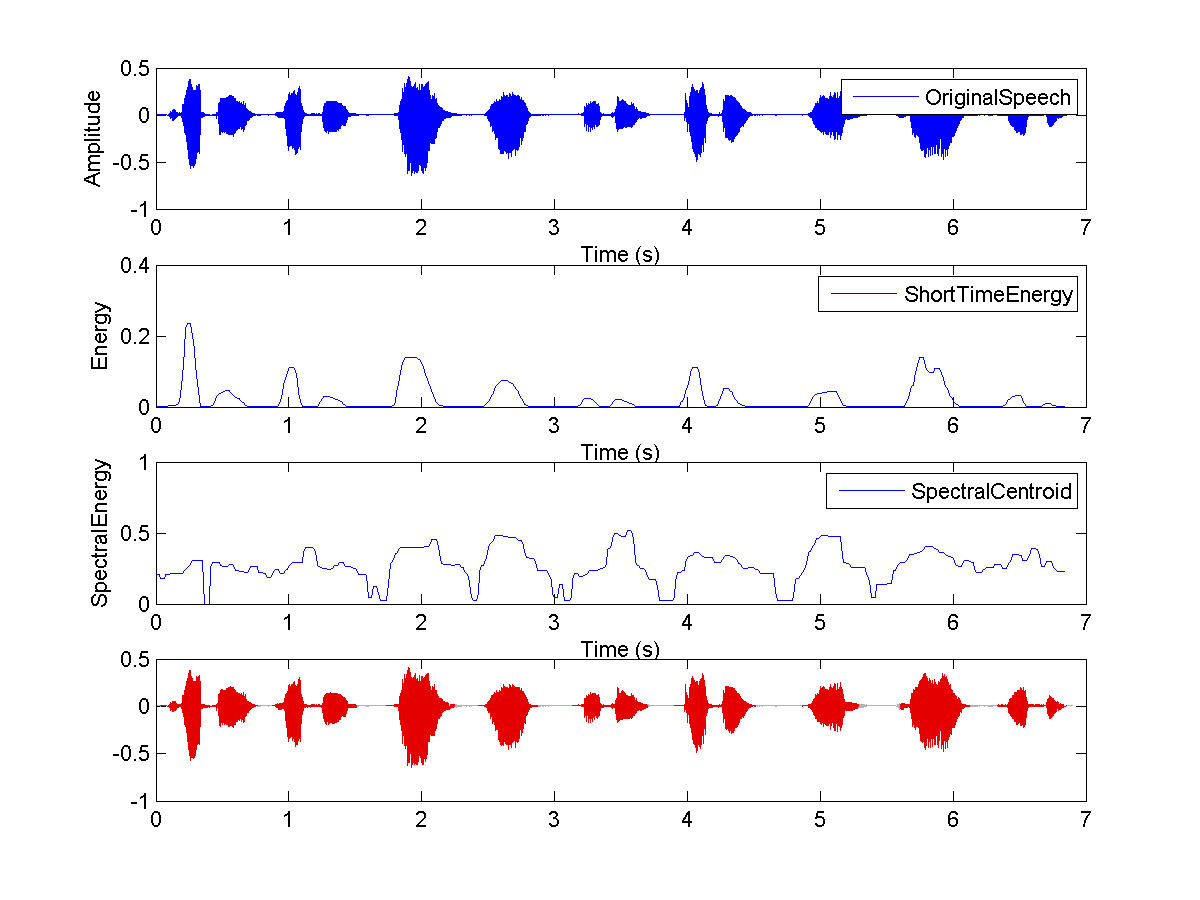 0.5
0
-0.5
-1
Amplitude
OriginalSpeech
0 1 2 3 4 5 6 7
Time (s)
0.4
0.2
0
Energy
ShortTimeEnergy
0 1 2 3 4 5 6 7
Time (s)
1
0.5
0
SpectralEnergy
SpectralCentroid
0 1 2 3 4 5 6 7
Time (s)
0.5
0
-0.5
-1
0 1 2 3 4 5 6 7